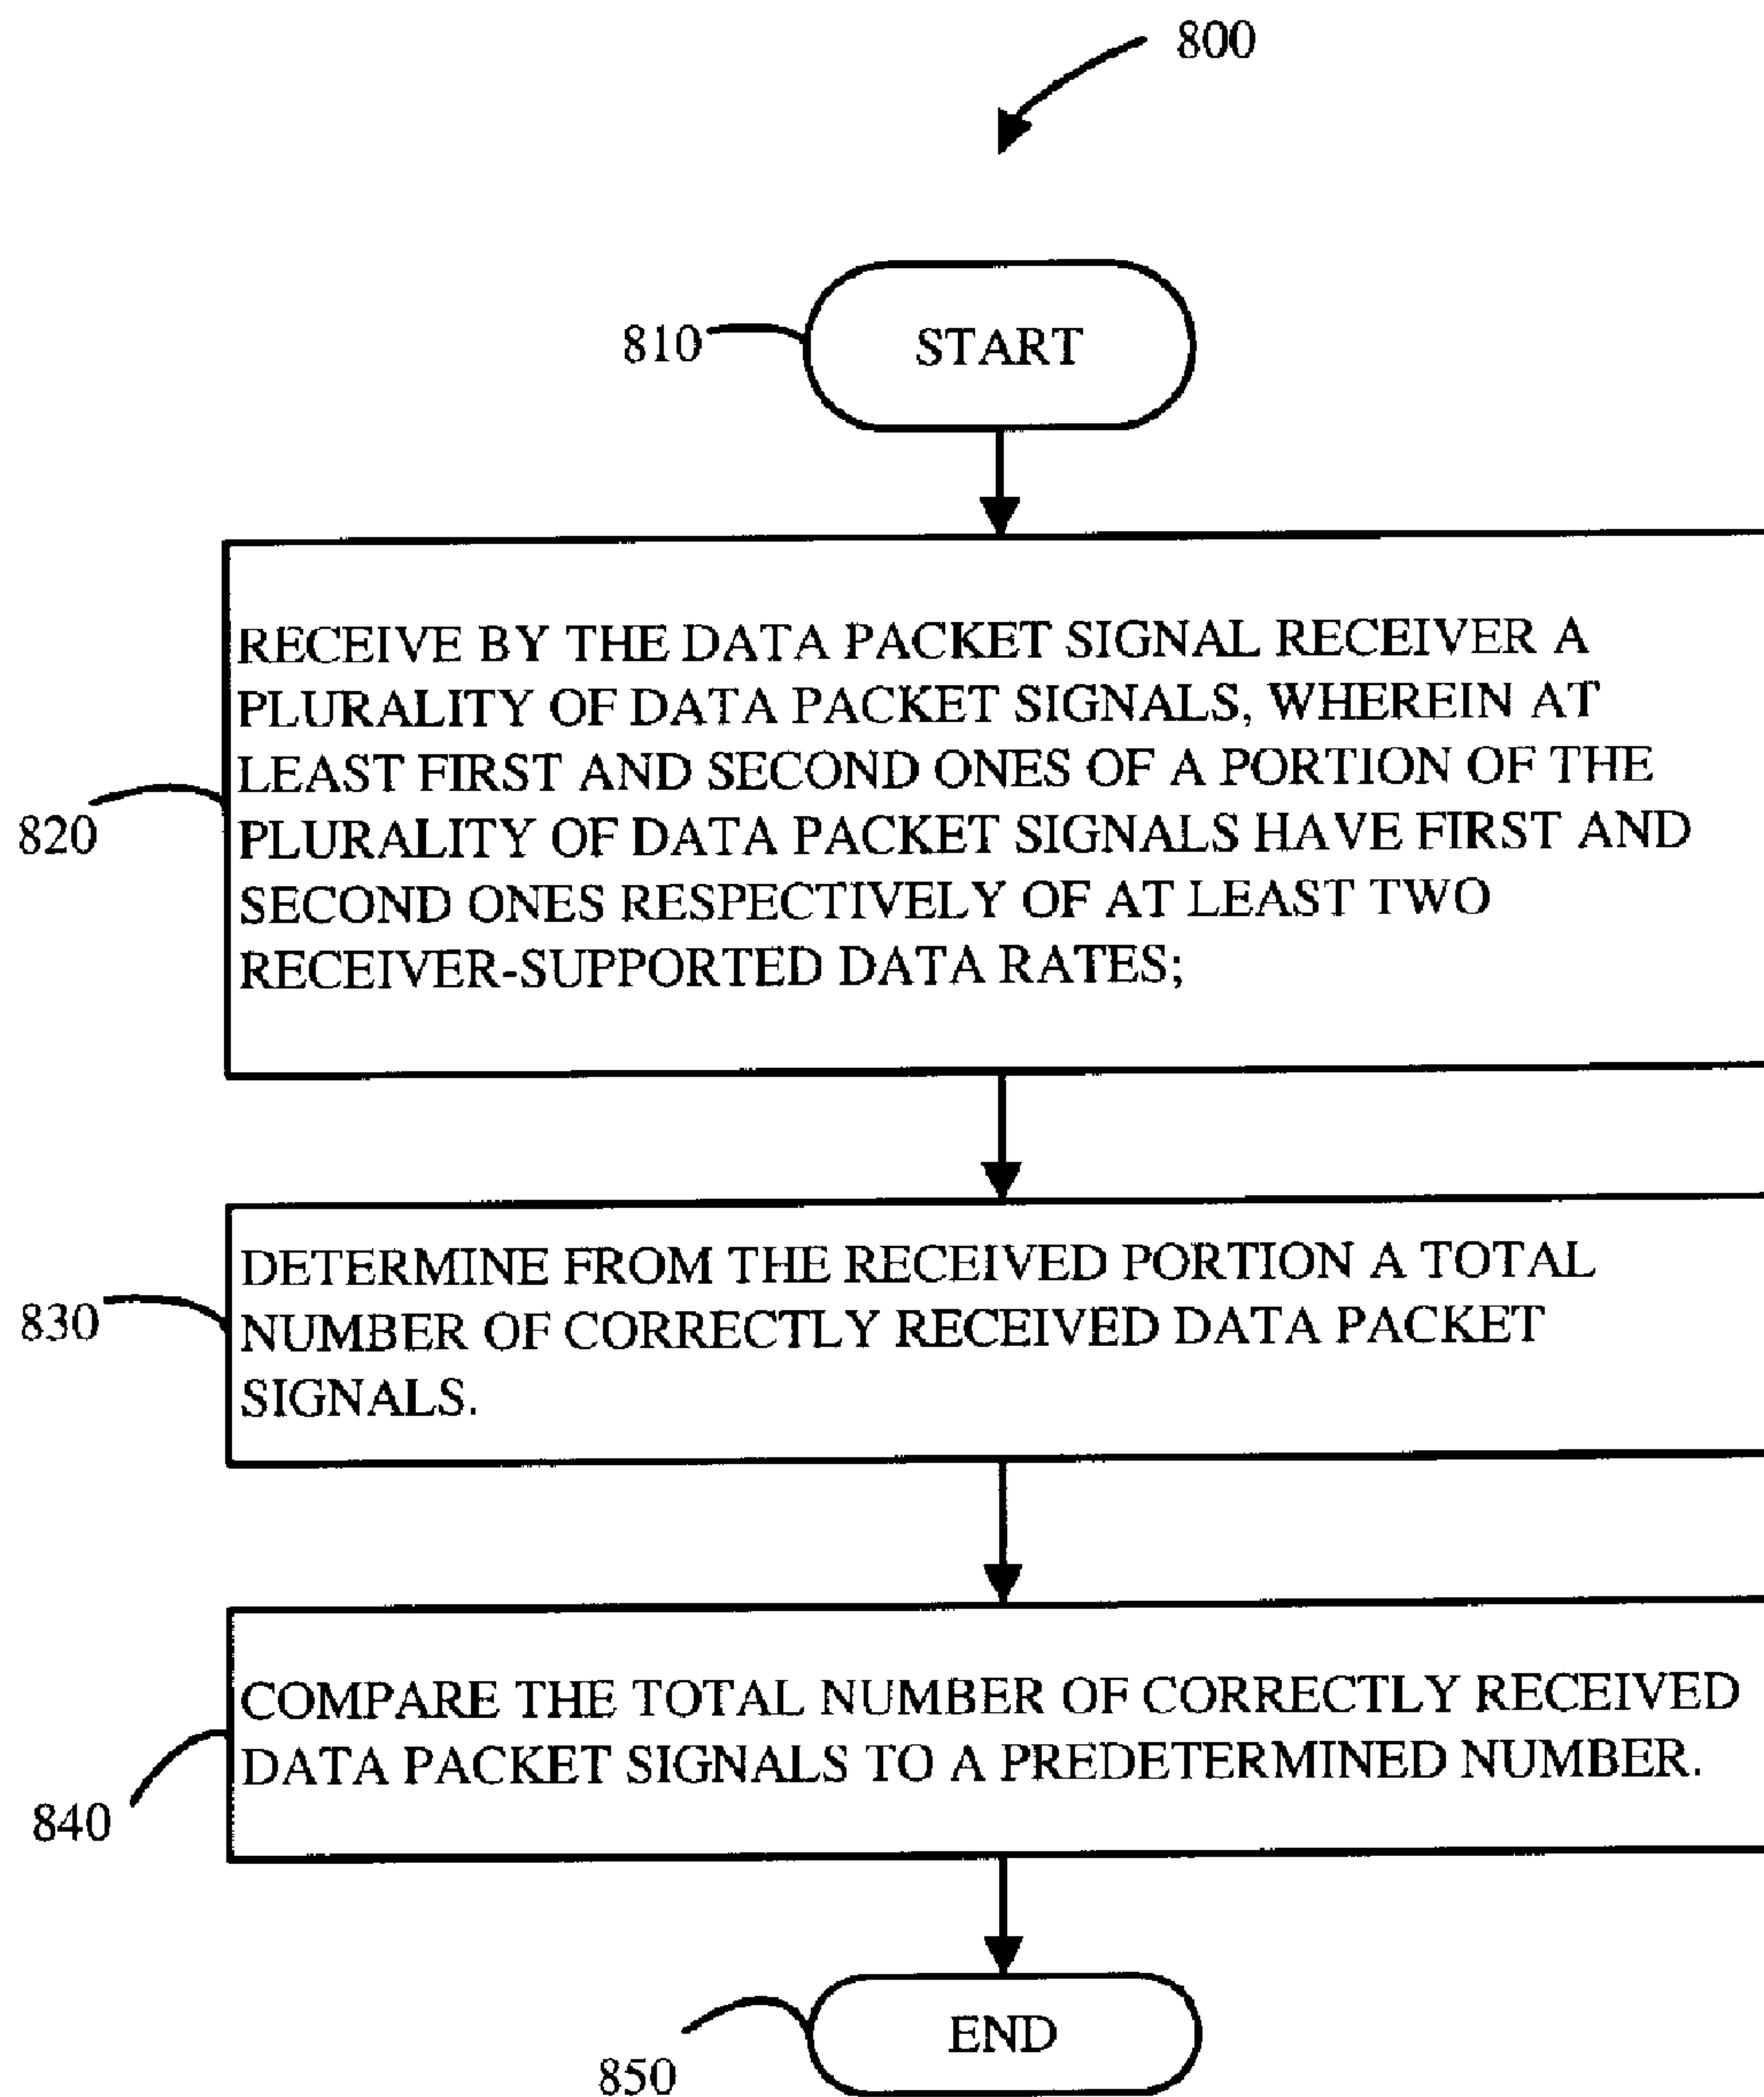 800
810
START
RECEIVE BY THE DATA PACKET SIGNAL RECEIVER A
PLURALITY OF DATA PACKET SIGNALS, WHEREIN AT
LEAST FIRST AND SECOND ONES OF A PORTION OF THE
PLURALITY OF DATA PACKET SIGNALS HAVE FIRST AND
SECOND ONES RESPECTIVELY OF AT LEAST TWO
RECEIVER-SUPPORTED DATA RATES;
820
DETERMINE FROM THE RECEIVED PORTION A TOTAL
NUMBER OF CORRECTLY RECEIVED DATA PACKET
SIGNALS.
830
COMPARE THE TOTAL NUMBER OF CORRECTLY RECEIVED
DATA PACKET SIGNALS TO A PREDETERMINED NUMBER.
840
END
850